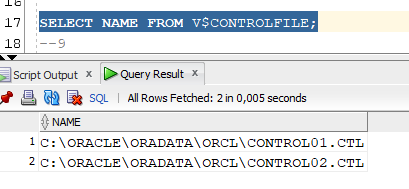 17 SELECT NAME FROM V$CONTROLFILE;
18 --9
Script Output x Query Result x
SQL | All Rows Fetched: 2 in 0,005 seconds
NAME
1 C:\ORACLE\ORADATA\ORCL\CONTROL01.CTL
2 C:\ORACLE\ORADATA\ORCL\CONTROL02.CTL